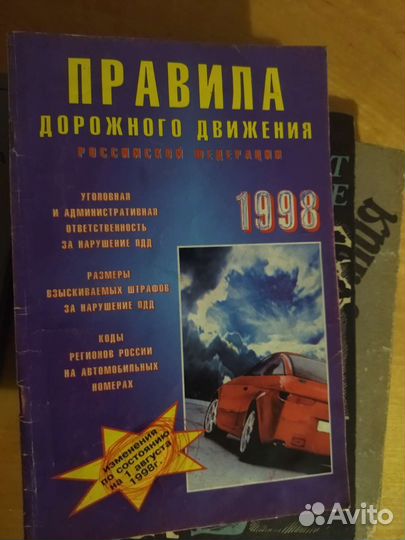 ПРАВИЛА
ДОРОЖНОГО ДВИЖЕНИЯ
РОССИЙСКОЙ ФЕДЕРАЦИИ
1998
УГОЛОВНАЯ
И АДМИНИСТРАТИВНАЯ
ОТВЕТСТВЕННОСТЬ
ЗА НАРУШЕНИЕ ПДД
РАЗМЕРЫ
ВЗЫСКИВАЕМЫХ ШТРАФОВ
ЗА НАРУШЕНИЕ ПДД
КОДЫ
РЕГИОНОВ РОССИИ
НА АВТОМОБИЛЬНЫХ
НОМЕРАХ
изменения
по состоянию
на 1 августа
1998г.
Avito